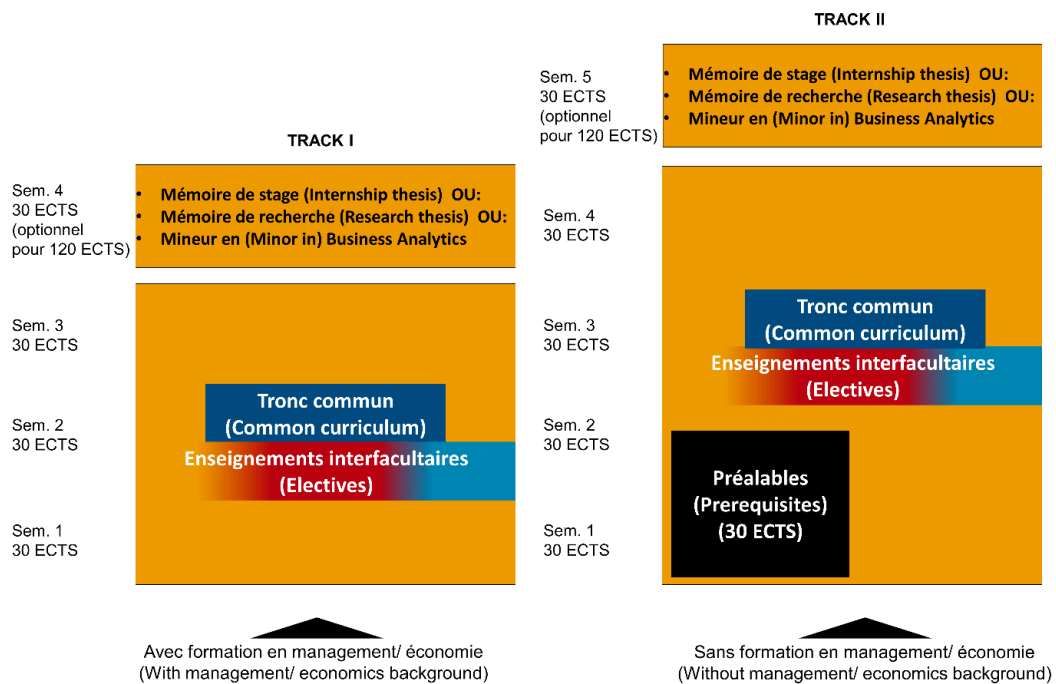 TRACK I
Sem. 4
30 ECTS
(optionnel
pour 120 ECTS)
• Mémoire de stage (Internship thesis) OU:
• Mémoire de recherche (Research thesis) OU:
• Mineur en (Minor in) Business Analytics
Sem. 3
30 ECTS
Sem. 2
30 ECTS
Tronc commun
(Common curriculum)
Enseignements interfacultaires
(Electives)
Sem. 1
30 ECTS
Avec formation en management/ économie
(With management/ economics background)
TRACK II
Sem. 5
30 ECTS
(optionnel
pour 120 ECTS)
• Mémoire de stage (Internship thesis) OU:
• Mémoire de recherche (Research thesis) OU:
• Mineur en (Minor in) Business Analytics
Sem. 4
30 ECTS
Sem. 3
30 ECTS
Tronc commun
(Common curriculum)
Enseignements interfacultaires
(Electives)
Sem. 2
30 ECTS
Préalables
(Prerequisites)
(30 ECTS)
Sem. 1
30 ECTS
Sans formation en management/ économie
(Without management/ economics background)